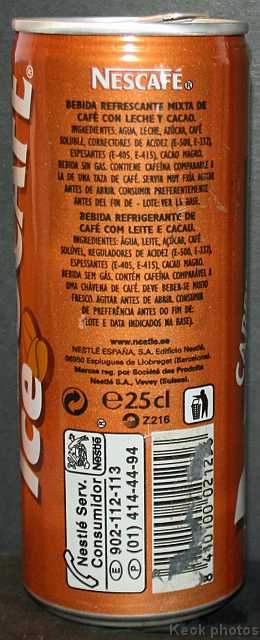 NESCAFÉ®
BEBIDA REFRESCANTE MIXTA DE
CAFÉ CON LECHE Y CACAO.
INGREDIENTES: AGUA, LECHE, AZÚCAR, CAFÉ
SOLUBLE, CORRECTORES DE ACIDEZ (E-500, E-332),
ESPESANTES (E-405, E-415), CACAO MAGRO.
BEBIDA SIN GAS. CONTIENE CAFEÍNA COMPARABLE A
LA DE UNA TAZA DE CAFÉ. SERVIR MUY FRÍA AGITAR
ANTES DE ABRIR. CONSUMIR PREFERENTEMENTE
ANTES DEL FIN DE - LOTE: VER LA BASE.
BEBIDA REFRIGERANTE DE
CAFÉ COM LEITE E CACAU.
INGREDIENTES: ÁGUA, LEITE, AÇÚCAR, CAFÉ
SOLÚVEL, REGULADORES DE ACIDEZ (E-500, E-332),
ESPESSANTES (E-405, E-415), CACAU MAGRO.
BEBIDA SEM GÁS, CONTÉM CAFEÍNA COMPARÁVEL A
UMA CHÁVENA DE CAFÉ. DEVE BEBER-SE MUITO
FRESCO. AGITAR ANTES DE ABRIR. CONSUMIR
DE PREFERÊNCIA ANTES DO FIM DE:
LOTE E DATA INDICADOS NA BASE).
www.nestle.es
NESTLÉ ESPAÑA, S.A. Edificio Nestlé
08950 Esplugues de Llobregat (Barcelona)
Marcas reg. por Société des Produits
Nestlé S.A., Vevey (Suisse).
e25cl
Z216
Nestlé
Nestlé Serv.
Consumidor
E 902-112-113
P (01) 414-44-94
Ice
CAFÉ®
Keok photos